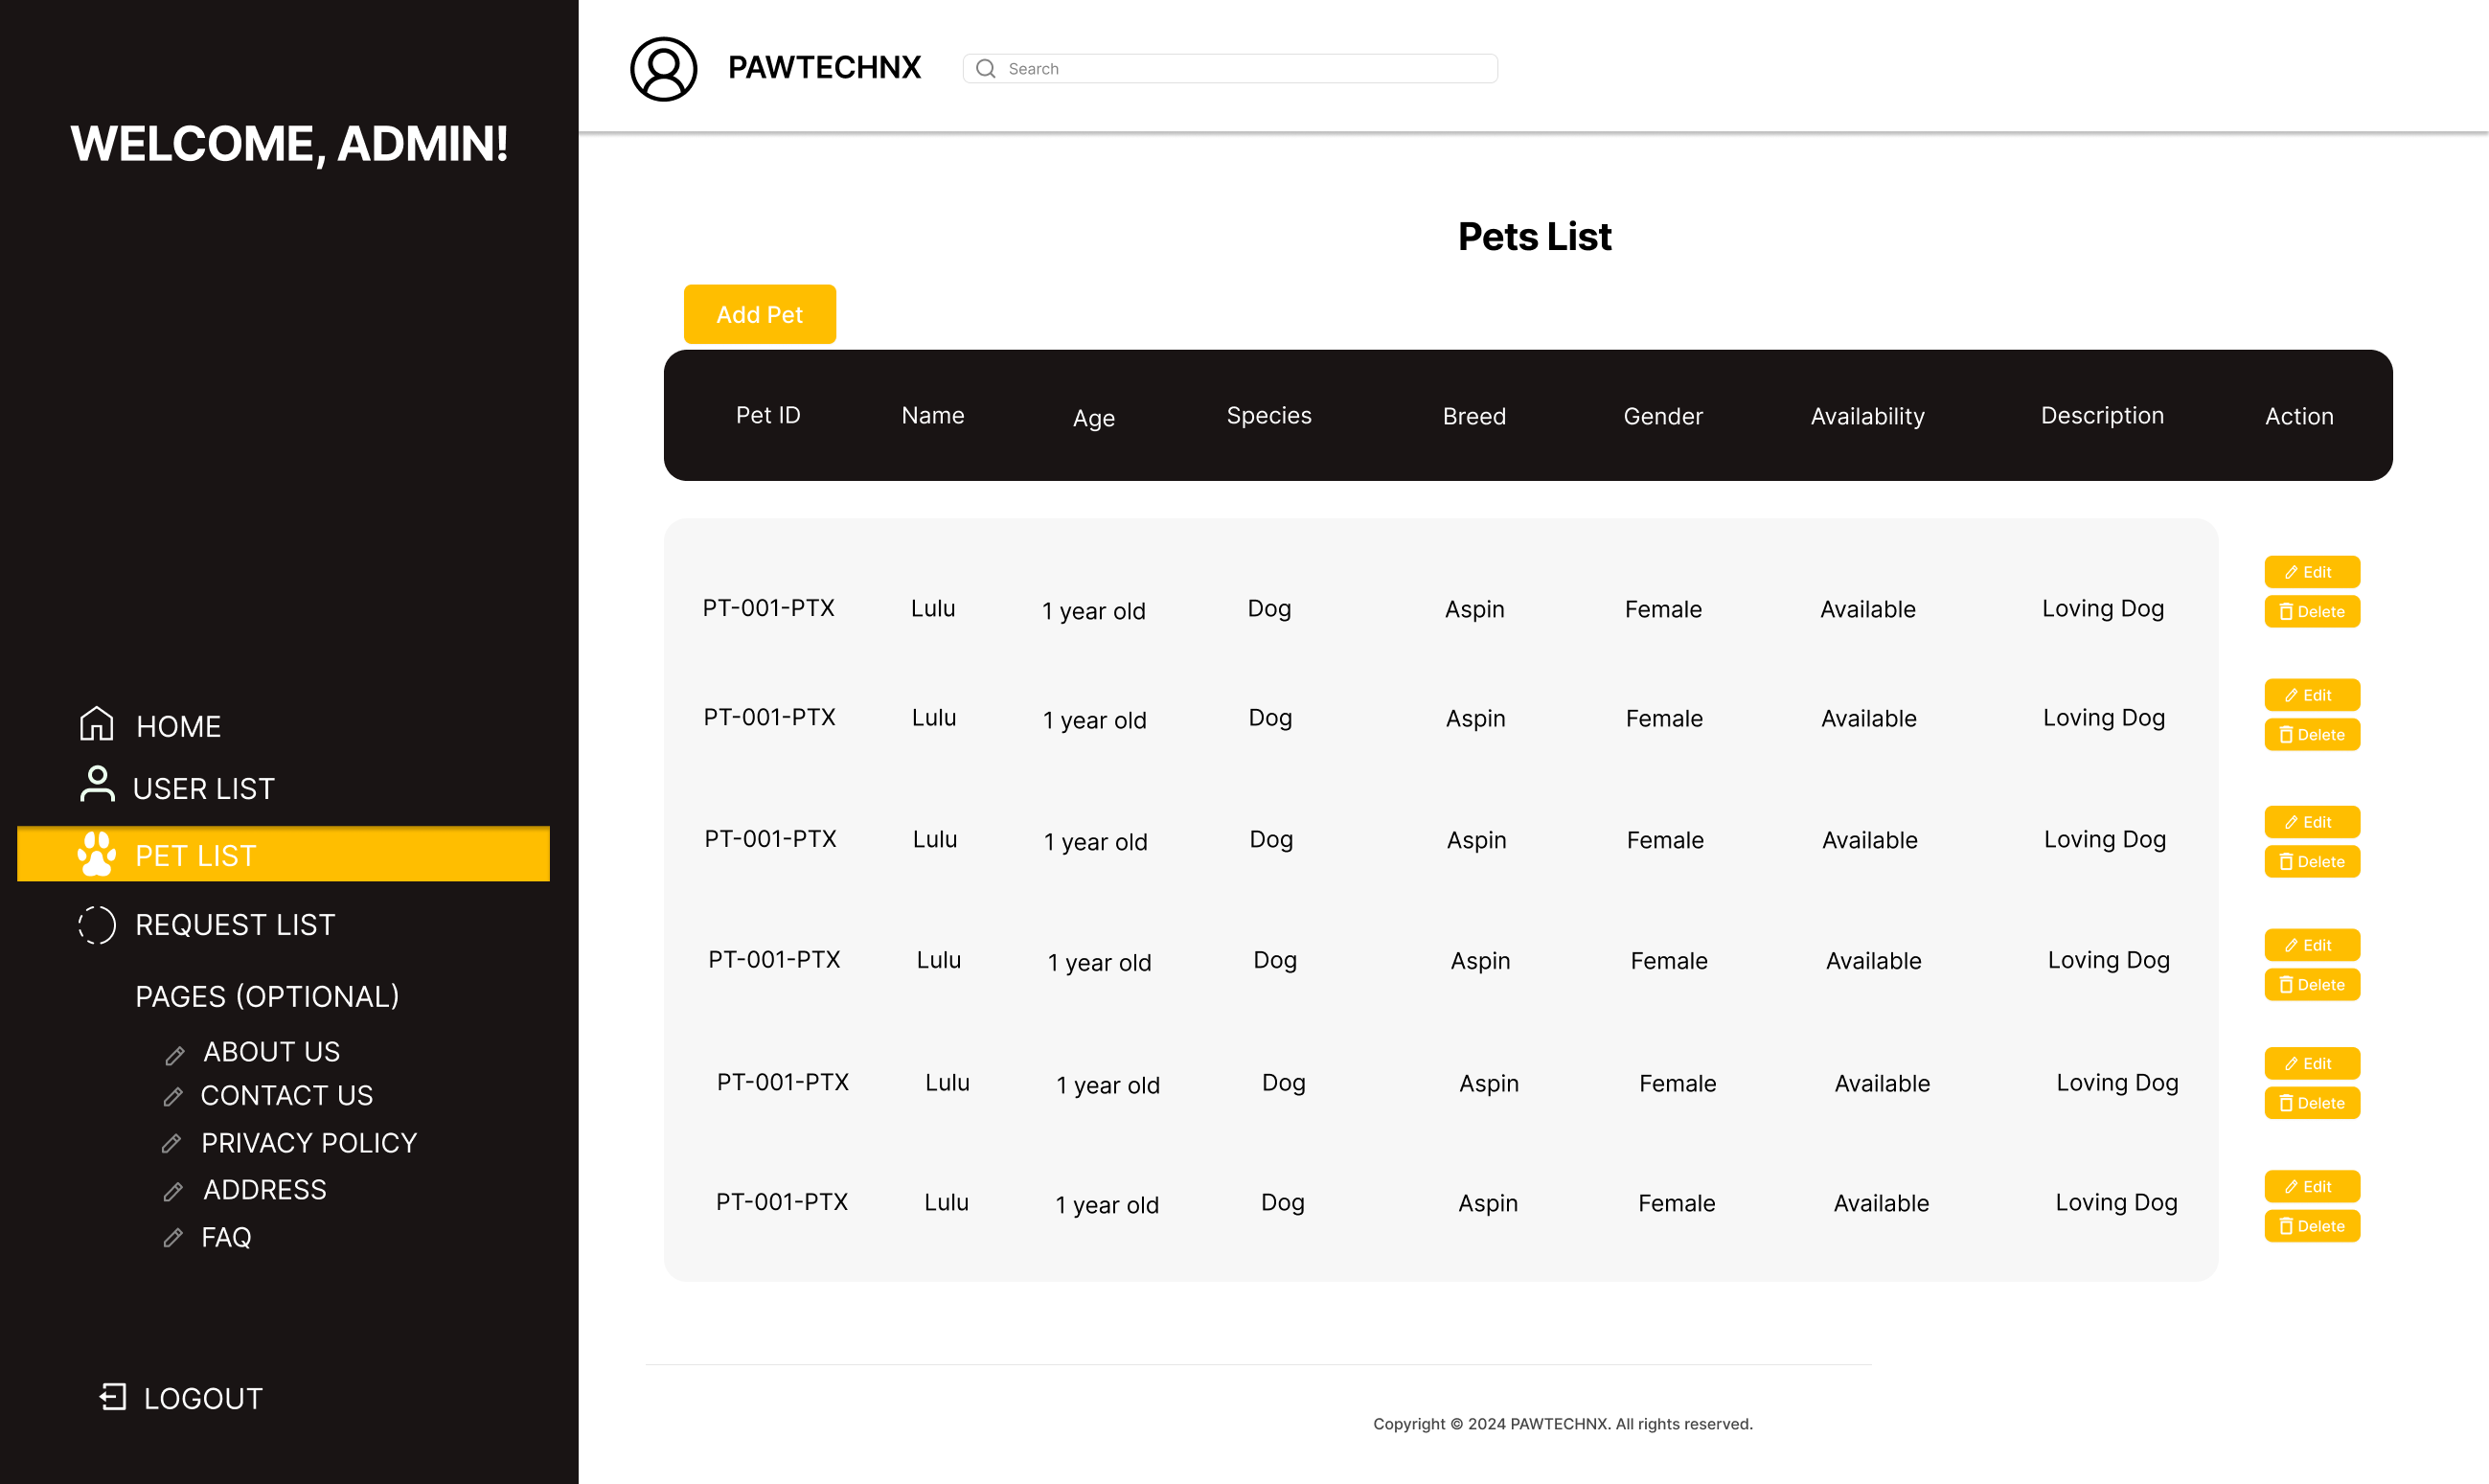 WELCOME, ADMIN!
HOME
USER LIST
PET LIST
REQUEST LIST
PAGES (OPTIONAL)
ABOUT US
CONTACT US
PRIVACY POLICY
ADDRESS
FAQ
LOGOUT
PAWTECHNX
Search
Pets List
Add Pet
Pet ID Name Age Species Breed Gender Availability Description Action
PT-001-PTX Lulu 1 year old Dog Aspin Female Available Loving Dog
Edit
Delete
PT-001-PTX Lulu 1 year old Dog Aspin Female Available Loving Dog
Edit
Delete
PT-001-PTX Lulu 1 year old Dog Aspin Female Available Loving Dog
Edit
Delete
PT-001-PTX Lulu 1 year old Dog Aspin Female Available Loving Dog
Edit
Delete
PT-001-PTX Lulu 1 year old Dog Aspin Female Available Loving Dog
Edit
Delete
PT-001-PTX Lulu 1 year old Dog Aspin Female Available Loving Dog
Edit
Delete
Copyright © 2024 PAWTECHNX. All rights reserved.